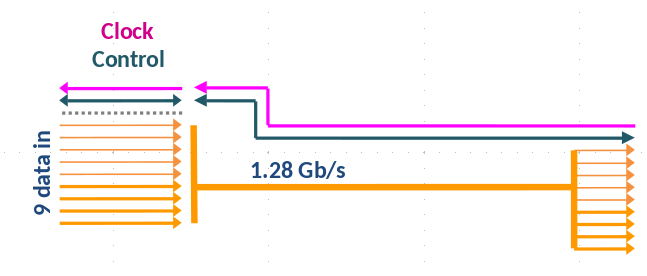 Clock
Control
9 data in
1.28 Gb/s